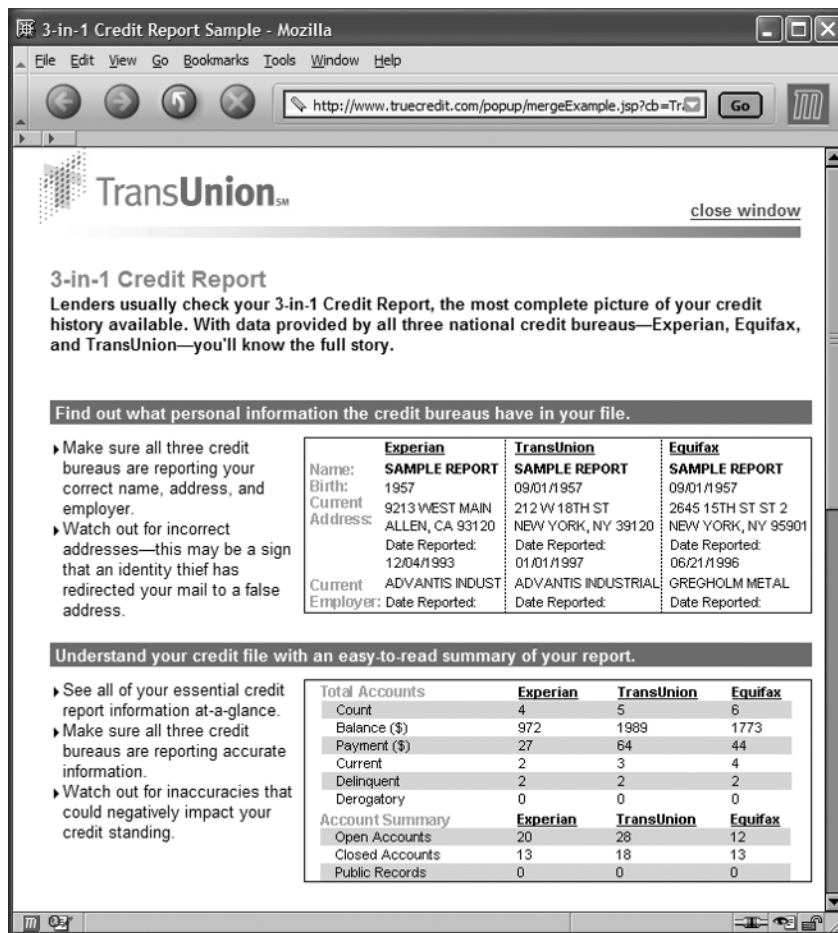 3-in-1 Credit Report Sample - Mozilla
File Edit View Go Bookmarks Tools Window Help
http://www.truecredit.com/popup/mergeExample.jsp?cb=Tr Go
TransUnion SM
close window
3-in-1 Credit Report
Lenders usually check your 3-in-1 Credit Report, the most complete picture of your credit
history available. With data provided by all three national credit bureaus—Experian, Equifax,
and TransUnion—you'll know the full story.
Find out what personal information the credit bureaus have in your file.
Make sure all three credit
bureaus are reporting your
correct name, address, and
employer.
Watch out for incorrect
addresses—this may be a sign
that an identity thief has
redirected your mail to a false
address.
Experian TransUnion Equifax
Name: SAMPLE REPORT SAMPLE REPORT SAMPLE REPORT
Birth: 1957 09/01/1957 09/01/1957
Current 9213 WEST MAIN 212 W 18TH ST 2645 15TH ST ST 2
Address: ALLEN, CA 93120 NEW YORK, NY 39120 NEW YORK, NY 95901
Date Reported: Date Reported: Date Reported:
12/04/1993 01/01/1997 06/21/1996
Current ADVANTIS INDUST ADVANTIS INDUSTRIAL GREGHOLM METAL
Employer: Date Reported: Date Reported: Date Reported:
Understand your credit file with an easy-to-read summary of your report.
See all of your essential credit
report information at-a-glance.
Make sure all three credit
bureaus are reporting accurate
information.
Watch out for inaccuracies that
could negatively impact your
credit standing.
Total Accounts Experian TransUnion Equifax
Count 4 5 6
Balance ($) 972 1989 1773
Payment ($) 27 64 44
Current 2 3 4
Delinquent 2 2 2
Derogatory 0 0 0
Account Summary Experian TransUnion Equifax
Open Accounts 20 28 12
Closed Accounts 13 18 13
Public Records 0 0 0